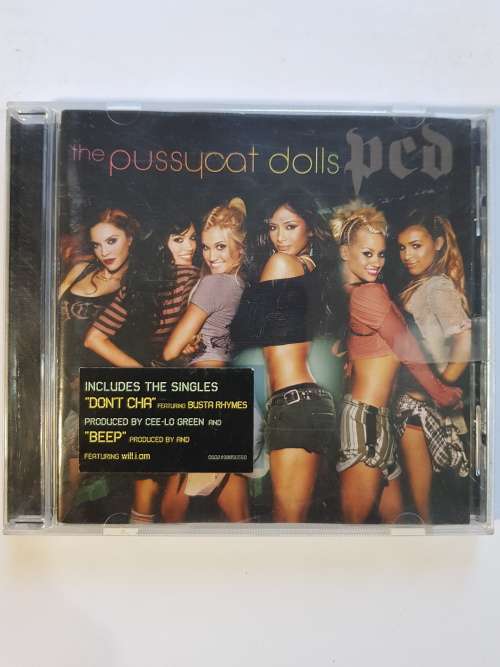 the pussycat dolls
pcd
INCLUDES THE SINGLES
"DON'T CHA" FEATURING BUSTA RHYMES
PRODUCED BY CEE-LO GREEN AND
"BEEP" PRODUCED BY AND
FEATURING will.i.am